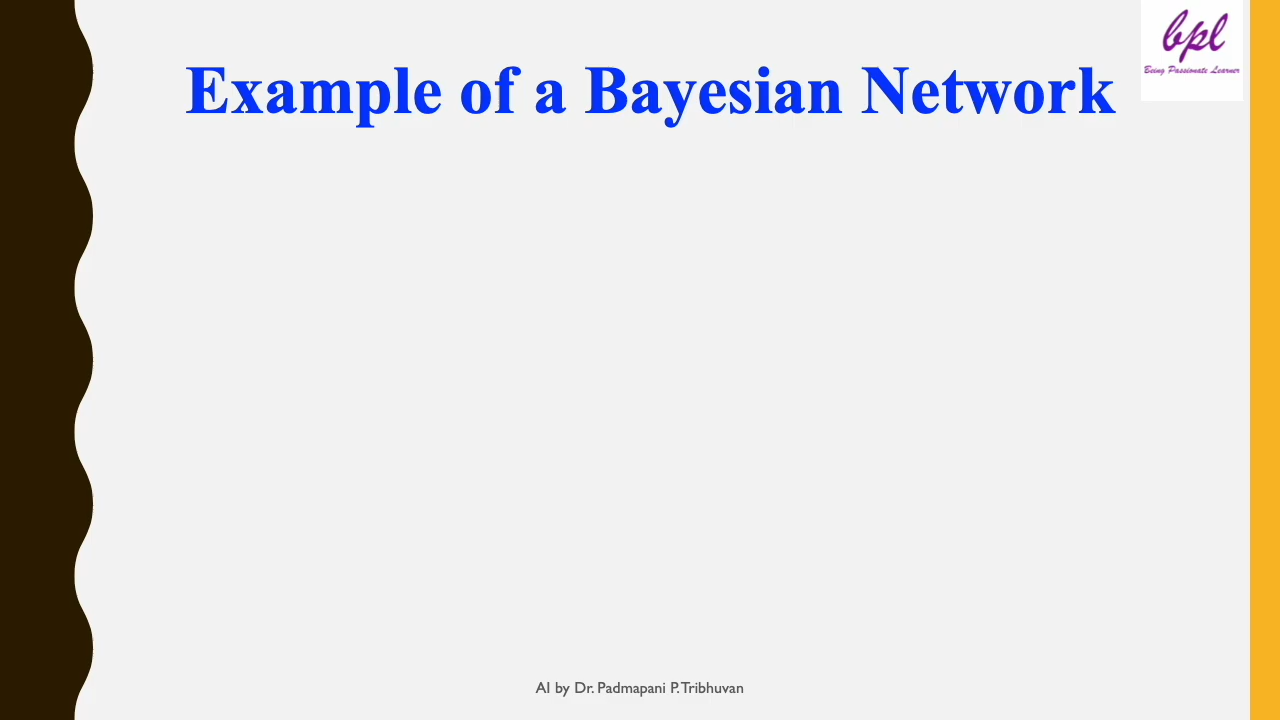 bpl
Being Passionate Learner
Example of a Bayesian Network
AI by Dr. Padmapani P. Tribhuvan